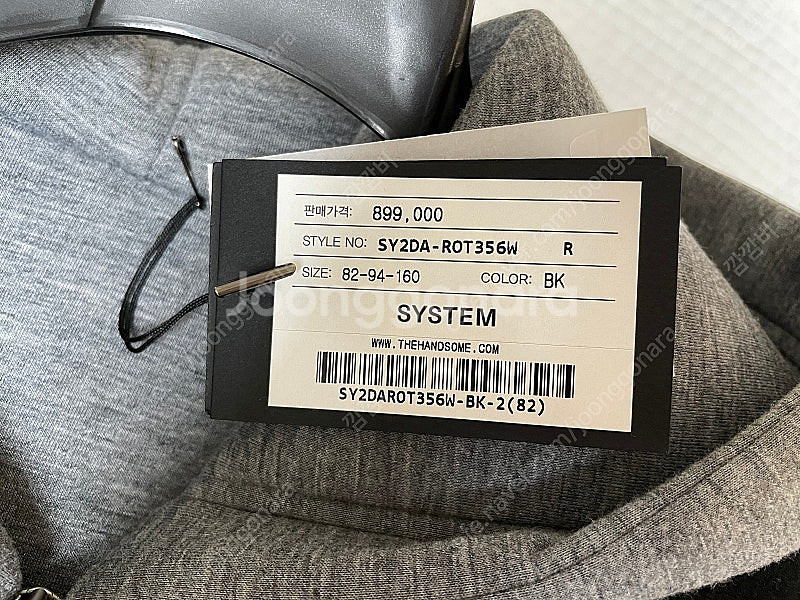 판매가격: 899,000
STYLE NO: SY2DA-ROT356W R
SIZE: 82-94-160 COLOR: BK
Joonggonara
SYSTEM
WWW.THEHANDSOME.COM
SY2DAROT356W-BK-2(82)